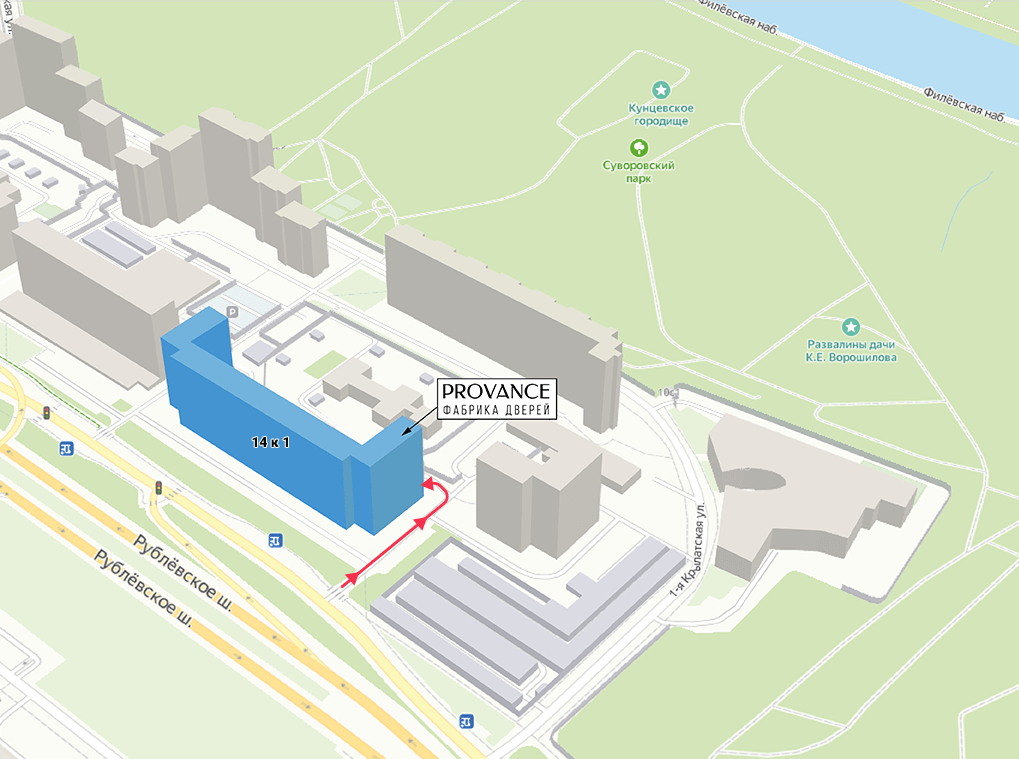 Филёвская наб.
Филёвская наб.
Кунцевское
городище
Суворовский
парк
P
Развалины дачи
К.Е. Ворошилова
PROVANCE
ФАБРИКА ДВЕРЕЙ
14 к 1
1-я Крылатская ул.
Рублёвское ш.
Рублёвское ш.